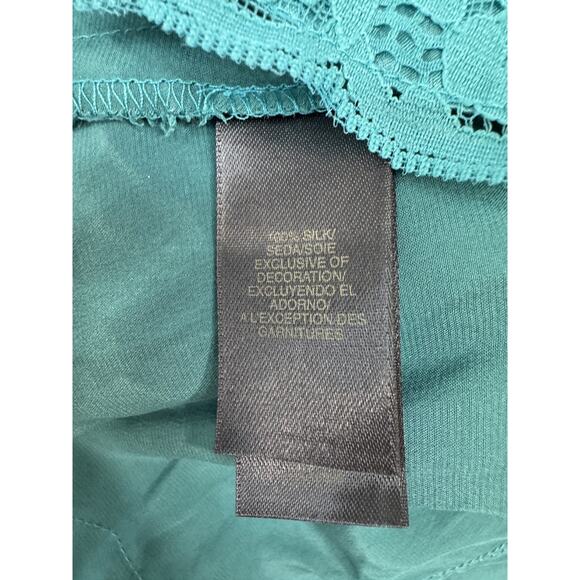 100% SILK/
SEDA/SOIE
EXCLUSIVE OF
DECORATION/
EXCLUYENDO EL
ADORNO/
A L'EXCEPTION DES
GARNITURES